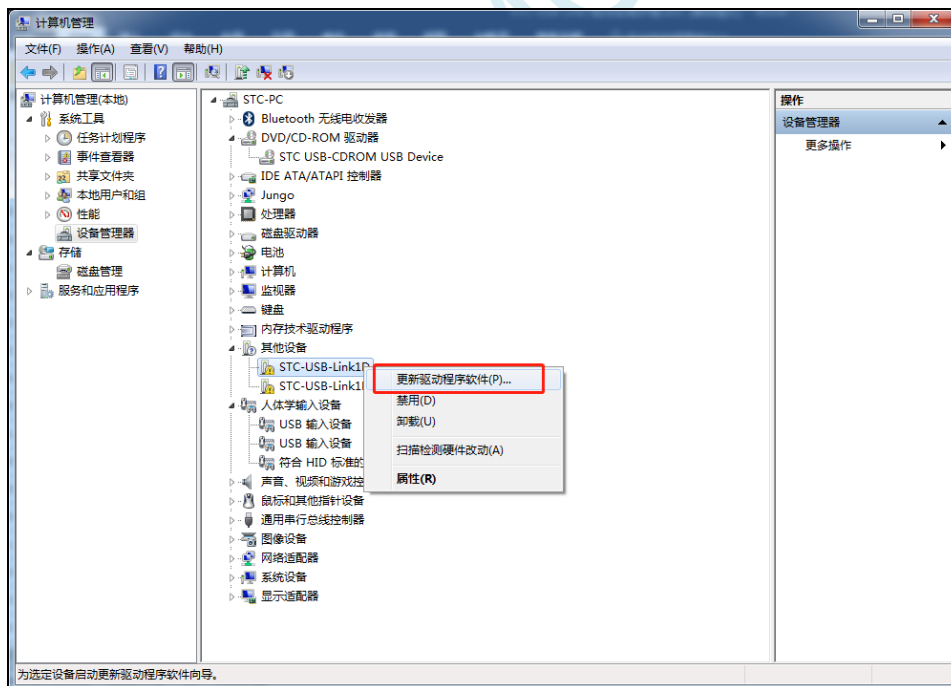 计算机管理
文件(F) 操作(A) 查看(V) 帮助(H)
计算机管理(本地)
系统工具
任务计划程序
事件查看器
共享文件夹
本地用户和组
性能
设备管理器
存储
磁盘管理
服务和应用程序
STC-PC
Bluetooth 无线电收发器
DVD/CD-ROM 驱动器
STC USB-CDROM USB Device
IDE ATA/ATAPI 控制器
Jungo
处理器
磁盘驱动器
电池
计算机
监视器
键盘
内存技术驱动程序
其他设备
STC-USB-Link1D
STC-USB-Link1
人体学输入设备
USB 输入设备
USB 输入设备
符合 HID 标准的
声音、视频和游戏控
鼠标和其他指针设备
通用串行总线控制器
图像设备
网络适配器
系统设备
显示适配器
更新驱动程序软件(P)...
禁用(D)
卸载(U)
扫描检测硬件改动(A)
属性(R)
操作
设备管理器
更多操作
为选定设备启动更新驱动程序软件向导。